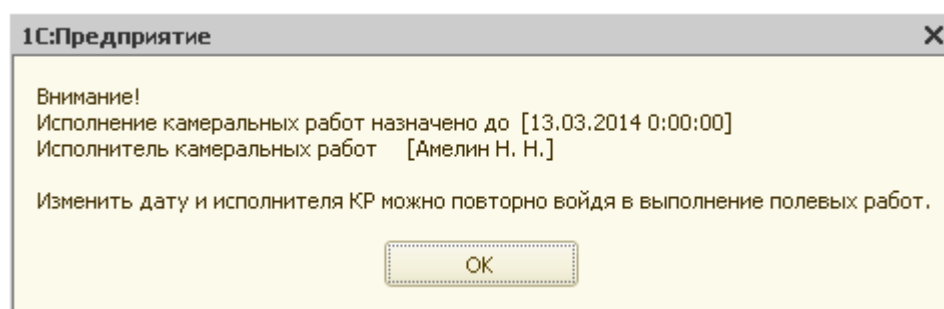 1С:Предприятие
Внимание!
Исполнение камеральных работ назначено до [13.03.2014 0:00:00]
Исполнитель камеральных работ [Амелин Н. Н.]
Изменить дату и исполнителя КР можно повторно войдя в выполнение полевых работ.
ОК